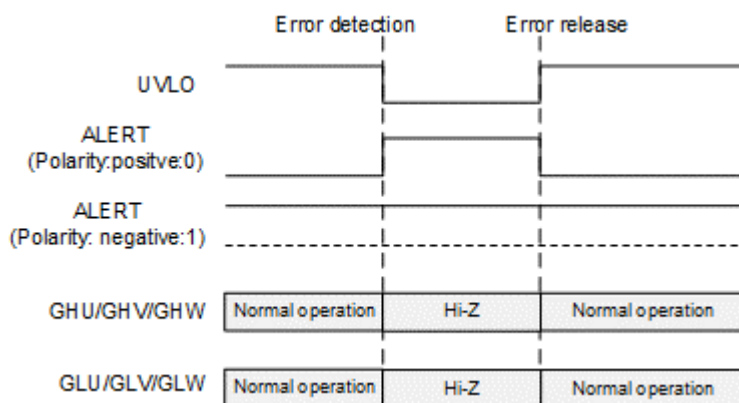 Error detection Error release
UVLO
ALERT
(Polarity:positve:0)
ALERT
(Polarity: negative:1)
GHU/GHV/GHW Normal operation Hi-Z Normal operation
GLU/GLV/GLW Normal operation Hi-Z Normal operation